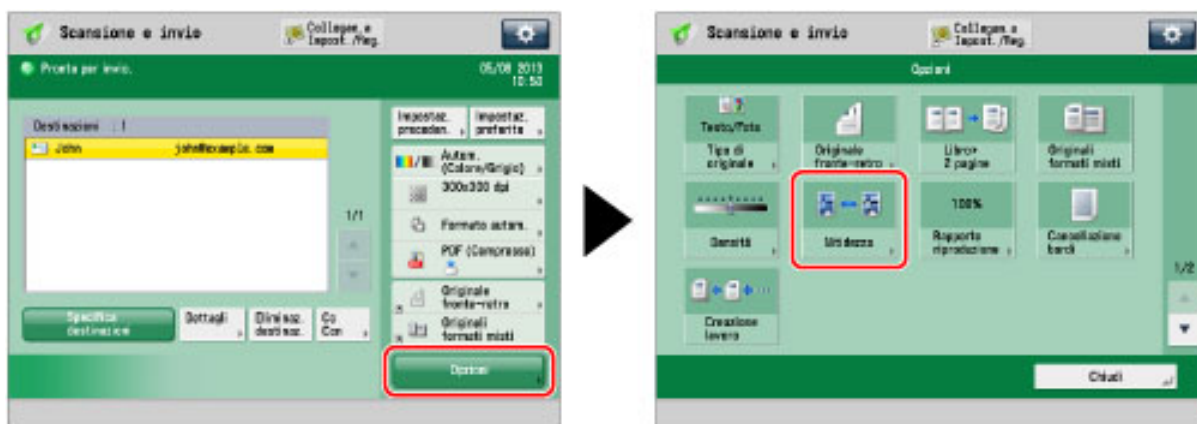 Scansione e invio
Collegam. a
Impost./Reg.
Pronto per invio.
05/08 2013
10:50
Destinazioni : 1
John john@example.com
1/1
Specifica
destinazioni
Dettagli
Eliminaz.
destinaz.
Cc
Ccn
Impostaz.
preceden.
Impostaz.
preferite
Autom.
(Colore/Grigio)
300x300 dpi
Formato autom.
PDF (Compresso)
Originale
fronte-retro
Originali
formati misti
Opzioni
Scansione e invio
Collegam. a
Impost./Reg.
Opzioni
Testo/Foto
Tipo di
originale
Originale
fronte-retro
Libro▸
2 pagine
Originali
formati misti
Densità
Nitidezza
100%
Rapporto
riproduzione
Cancellazione
bordi
Creazione
lavoro
1/2
Chiudi